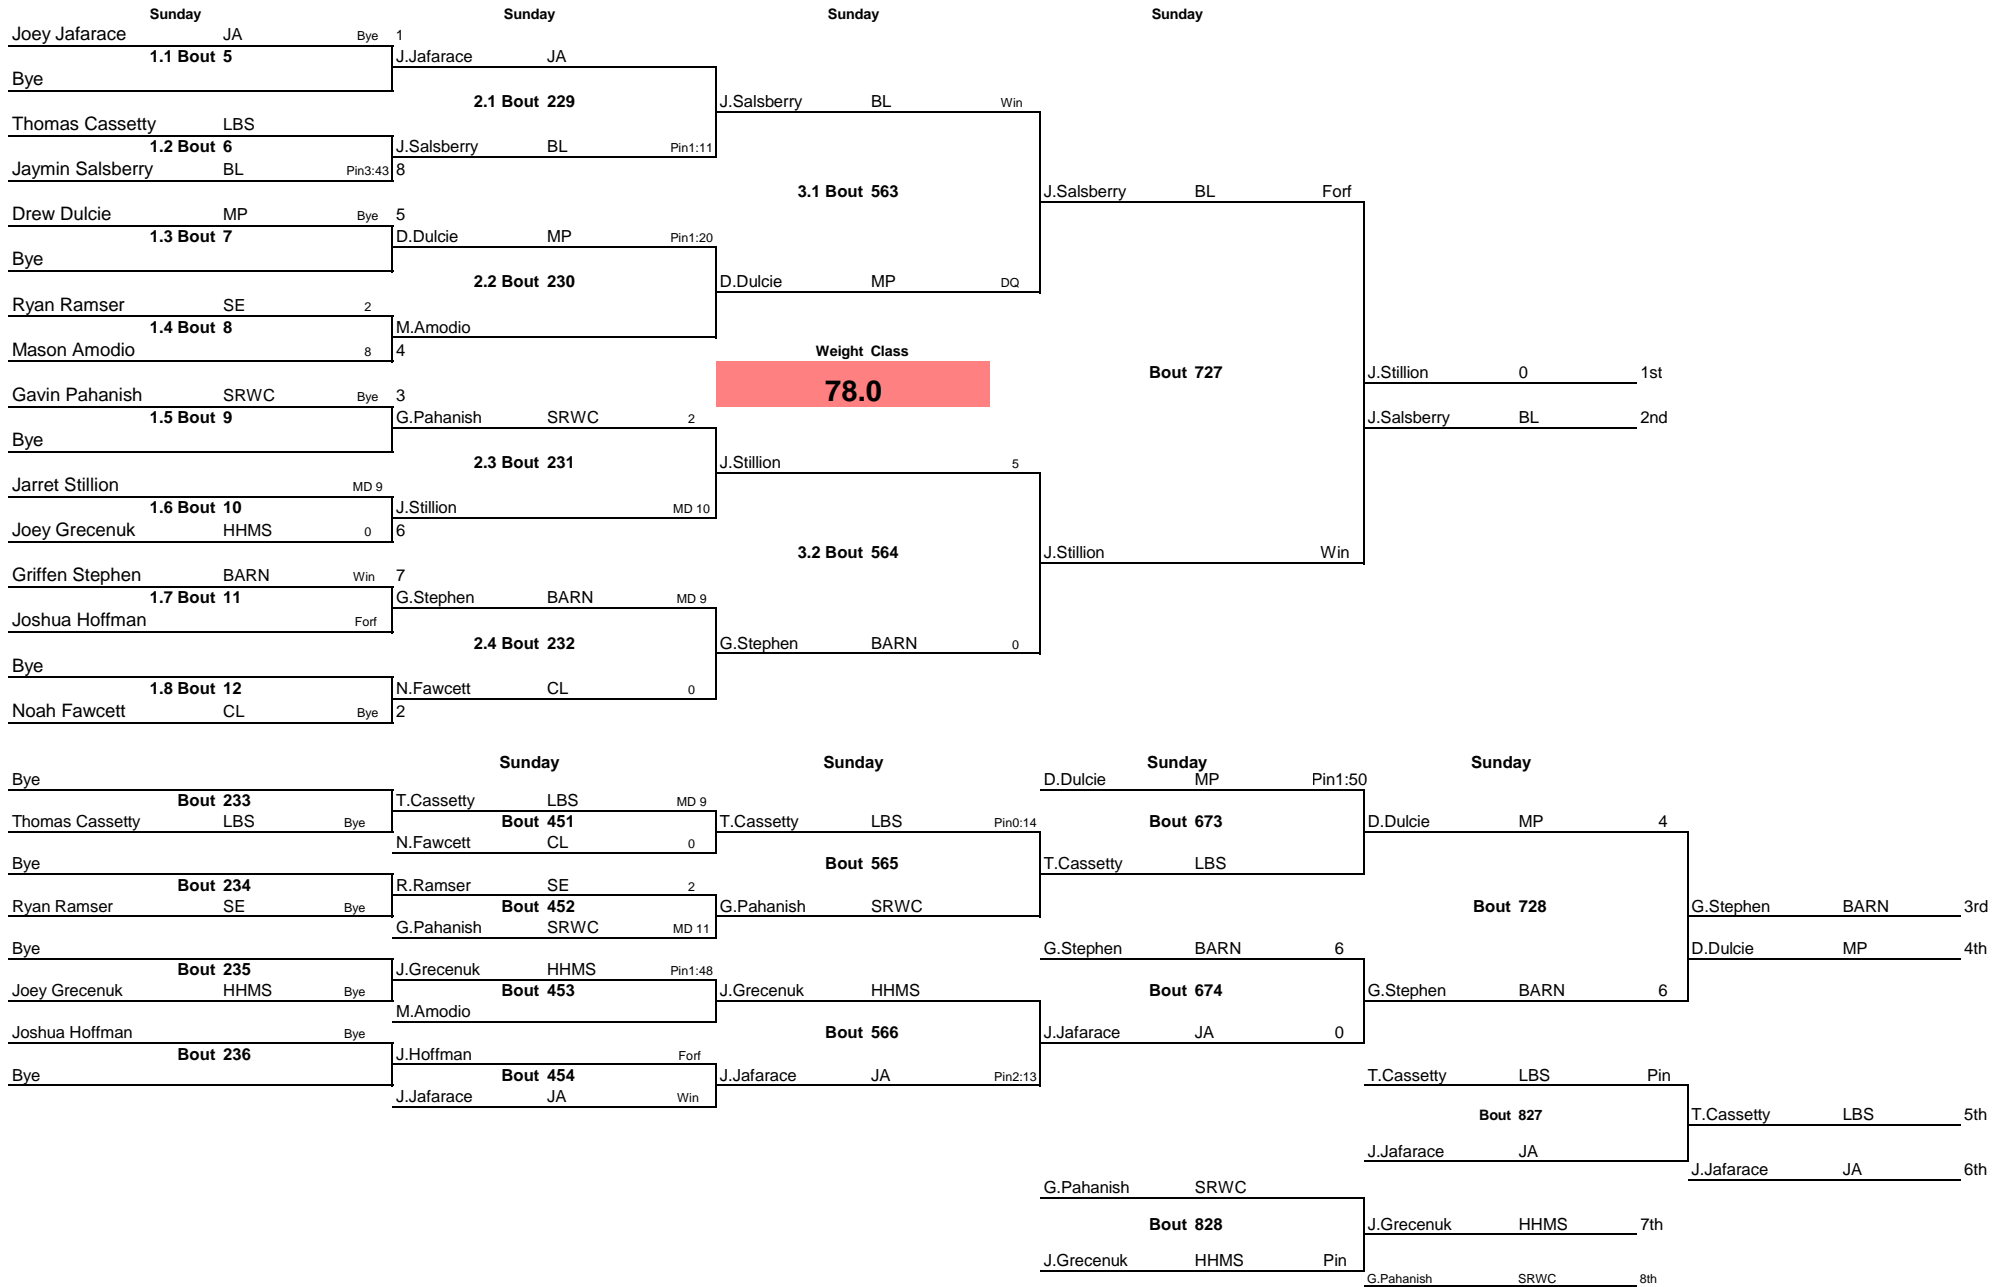 Sunday Sunday Sunday Sunday
Joey Jafarace JA Bye 1
1.1 Bout 5 J.Jafarace JA
Bye
2.1 Bout 229 J.Salsberry BL Win
Thomas Cassetty LBS
1.2 Bout 6 J.Salsberry BL Pin1:11
Jaymin Salsberry BL Pin3:43 8
3.1 Bout 563 J.Salsberry BL Forf
Drew Dulcie MP Bye 5
1.3 Bout 7 D.Dulcie MP Pin1:20
Bye
2.2 Bout 230 D.Dulcie MP DQ
Ryan Ramser SE 2
1.4 Bout 8 M.Amodio
Mason Amodio 8 4 Weight Class
Bout 727 J.Stillion 0 1st
78.0
Gavin Pahanish SRWC Bye 3
1.5 Bout 9 G.Pahanish SRWC 2 J.Salsberry BL 2nd
Bye
2.3 Bout 231 J.Stillion 5
Jarret Stillion MD 9
1.6 Bout 10 J.Stillion MD 10
Joey Grecenuk HHMS 0 6
3.2 Bout 564 J.Stillion Win
Griffen Stephen BARN Win 7
1.7 Bout 11 G.Stephen BARN MD 9
Joshua Hoffman Forf
2.4 Bout 232 G.Stephen BARN 0
Bye
1.8 Bout 12 N.Fawcett CL 0
Noah Fawcett CL Bye 2
Sunday Sunday Sunday Sunday
Bye D.Dulcie MP Pin1:50
Bout 233 T.Cassetty LBS MD 9
Thomas Cassetty LBS Bye Bout 451 T.Cassetty LBS Pin0:14 Bout 673 D.Dulcie MP 4
N.Fawcett CL 0
Bye Bout 565 T.Cassetty LBS
Bout 234 R.Ramser SE 2
Ryan Ramser SE Bye Bout 452 G.Pahanish SRWC Bout 728 G.Stephen BARN 3rd
G.Pahanish SRWC MD 11
Bye G.Stephen BARN 6 D.Dulcie MP 4th
Bout 235 J.Grecenuk HHMS Pin1:48
Joey Grecenuk HHMS Bye Bout 453 J.Grecenuk HHMS Bout 674 G.Stephen BARN 6
M.Amodio
Joshua Hoffman Bye Bout 566 J.Jafarace JA 0
Bout 236 J.Hoffman Forf
Bye Bout 454 J.Jafarace JA Pin2:13 T.Cassetty LBS Pin
J.Jafarace JA Win
Bout 827 T.Cassetty LBS 5th
J.Jafarace JA
J.Jafarace JA 6th
G.Pahanish SRWC
Bout 828 J.Grecenuk HHMS 7th
J.Grecenuk HHMS Pin
G.Pahanish SRWC 8th